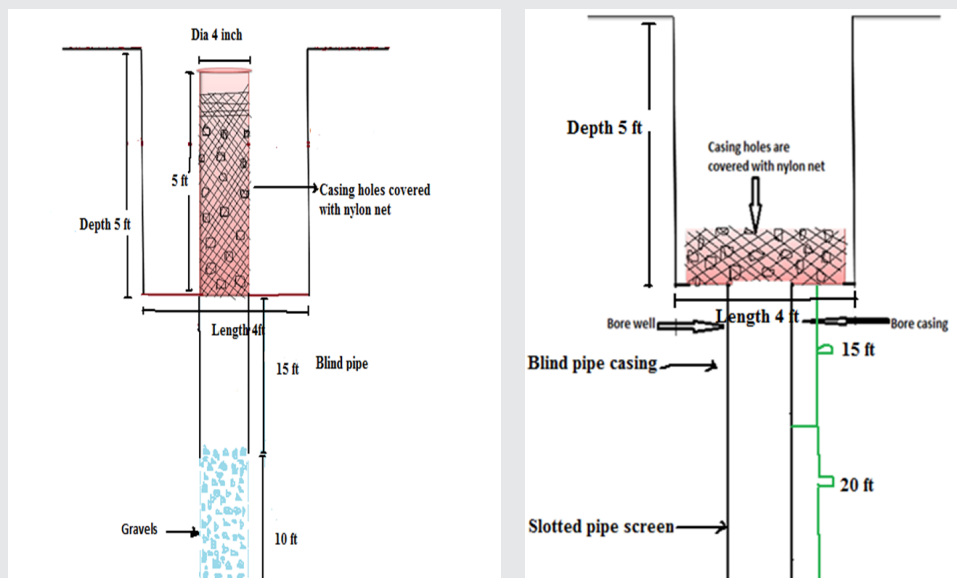 Dia 4 inch
5 ft
Casing holes covered
with nylon net
Depth 5 ft
Length 4ft
15 ft
Blind pipe
Gravels
10 ft
Depth 5 ft
Casing holes are
covered with nylon net
Length 4 ft
Bore well
Bore casing
15 ft
Blind pipe casing
20 ft
Slotted pipe screen